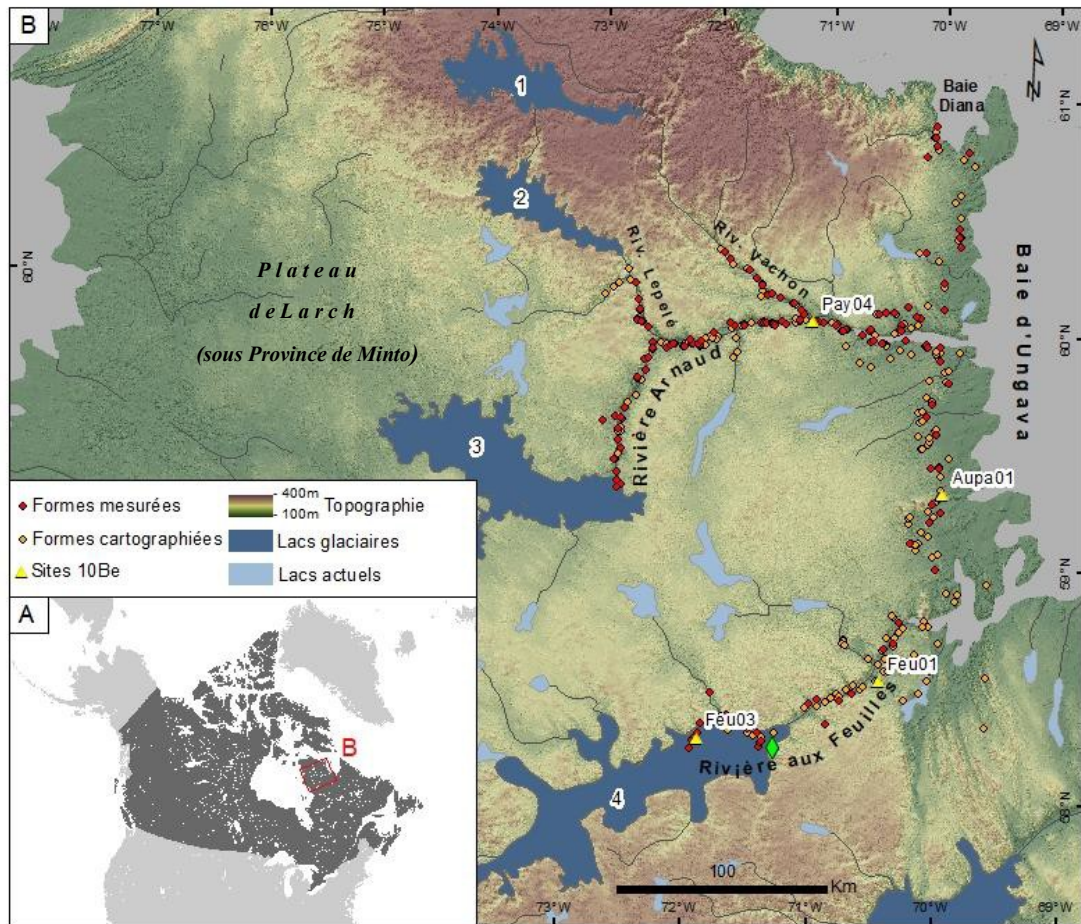 B
77°W
76°W
75°W
74°W
73°W
72°W
71°W
70°W
69°W
N
61°N
Baie
Diana
1
2
60°N
Riv. Lepelé
Riv. Vachon
Plateau
de Larch
(sous Province de Minto)
Pay04
60°N
Rivière Arnaud
Baie d'Ungava
3
Aupa01
Formes mesurées
Formes cartographiées
Sites 10Be
- 400m
- 100m
Topographie
Lacs glaciaires
Lacs actuels
59°N
A
B
Feu01
Feu03
Rivière aux Feuilles
4
58°N
100
Km
73°W
72°W
71°W
70°W
69°W